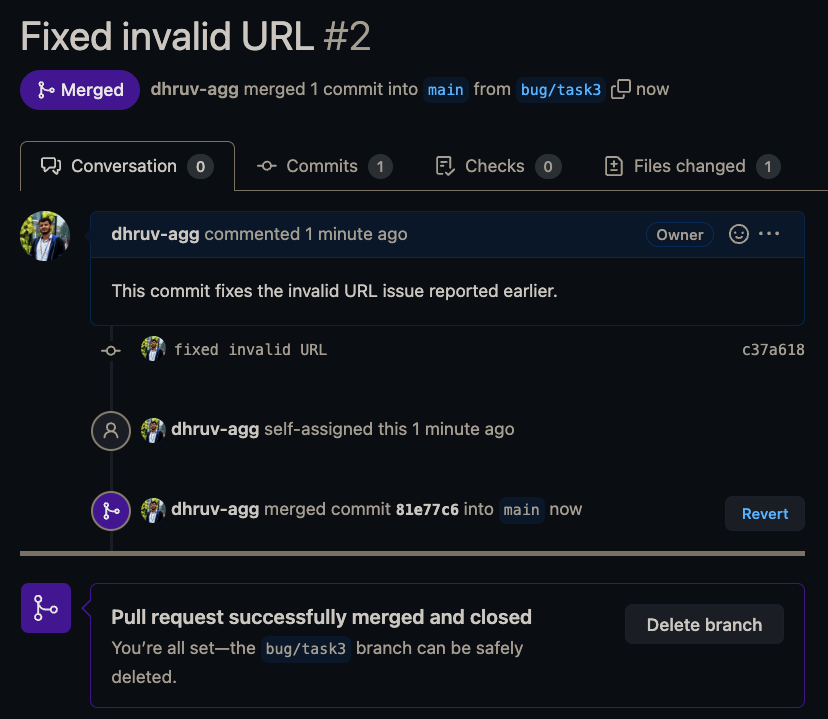 Fixed invalid URL #2
Merged dhruv-agg merged 1 commit into main from bug/task3 now
Conversation 0 Commits 1 Checks 0 Files changed 1
dhruv-agg commented 1 minute ago Owner ···
This commit fixes the invalid URL issue reported earlier.
fixed invalid URL c37a618
dhruv-agg self-assigned this 1 minute ago
dhruv-agg merged commit 81e77c6 into main now Revert
Pull request successfully merged and closed
Delete branch
You’re all set—the bug/task3 branch can be safely
deleted.